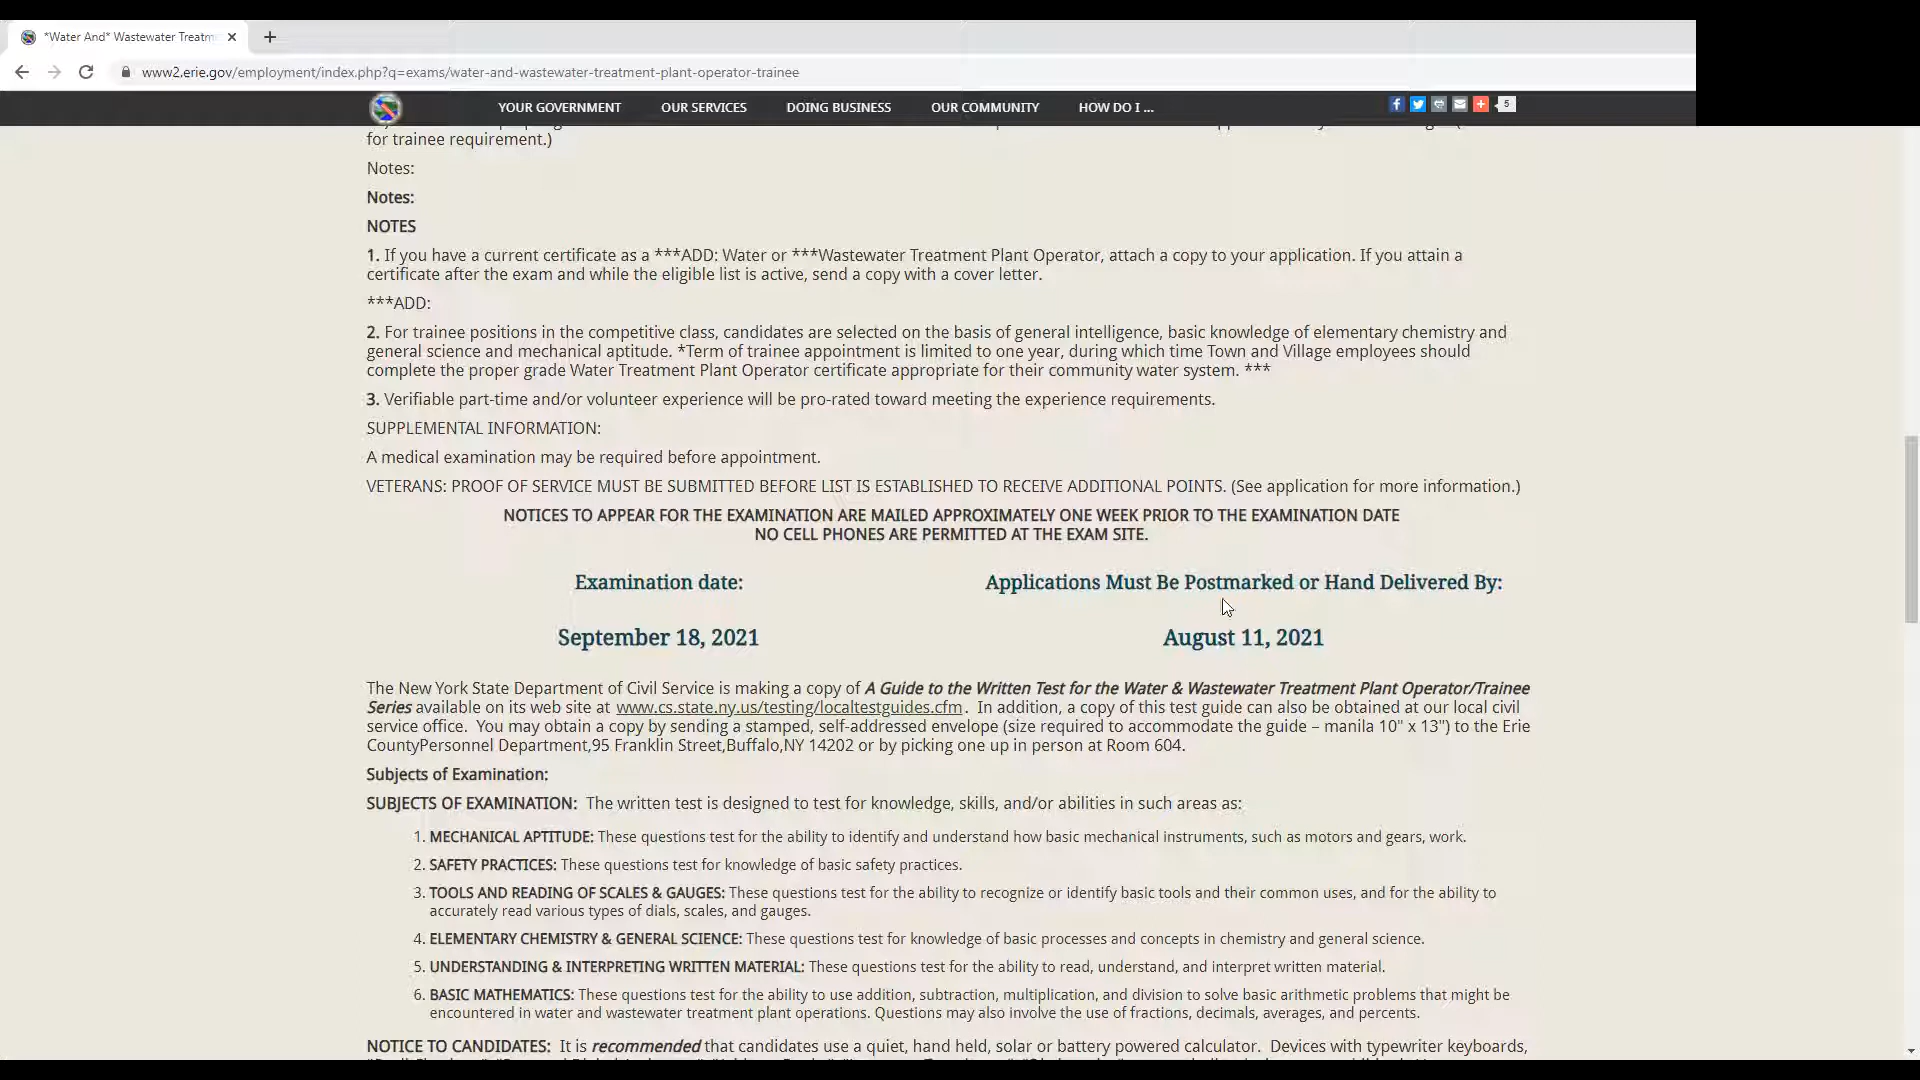 *Water And* Wastewater Treatm
www2.erie.gov/employment/index.php?q=exams/water-and-wastewater-treatment-plant-operator-trainee
YOUR GOVERNMENT OUR SERVICES DOING BUSINESS OUR COMMUNITY HOW DO I ... 5
for trainee requirement.)
Notes:
Notes:
NOTES
1. If you have a current certificate as a ***ADD: Water or ***Wastewater Treatment Plant Operator, attach a copy to your application. If you attain a
certificate after the exam and while the eligible list is active, send a copy with a cover letter.
***ADD:
2. For trainee positions in the competitive class, candidates are selected on the basis of general intelligence, basic knowledge of elementary chemistry and
general science and mechanical aptitude. *Term of trainee appointment is limited to one year, during which time Town and Village employees should
complete the proper grade Water Treatment Plant Operator certificate appropriate for their community water system. ***
3. Verifiable part-time and/or volunteer experience will be pro-rated toward meeting the experience requirements.
SUPPLEMENTAL INFORMATION:
A medical examination may be required before appointment.
VETERANS: PROOF OF SERVICE MUST BE SUBMITTED BEFORE LIST IS ESTABLISHED TO RECEIVE ADDITIONAL POINTS. (See application for more information.)
NOTICES TO APPEAR FOR THE EXAMINATION ARE MAILED APPROXIMATELY ONE WEEK PRIOR TO THE EXAMINATION DATE
NO CELL PHONES ARE PERMITTED AT THE EXAM SITE.
Examination date: Applications Must Be Postmarked or Hand Delivered By:
September 18, 2021 August 11, 2021
The New York State Department of Civil Service is making a copy of A Guide to the Written Test for the Water & Wastewater Treatment Plant Operator/Trainee
Series available on its web site at www.cs.state.ny.us/testing/localtestguides.cfm. In addition, a copy of this test guide can also be obtained at our local civil
service office. You may obtain a copy by sending a stamped, self-addressed envelope (size required to accommodate the guide – manila 10" x 13") to the Erie
CountyPersonnel Department,95 Franklin Street,Buffalo,NY 14202 or by picking one up in person at Room 604.
Subjects of Examination:
SUBJECTS OF EXAMINATION: The written test is designed to test for knowledge, skills, and/or abilities in such areas as:
1. MECHANICAL APTITUDE: These questions test for the ability to identify and understand how basic mechanical instruments, such as motors and gears, work.
2. SAFETY PRACTICES: These questions test for knowledge of basic safety practices.
3. TOOLS AND READING OF SCALES & GAUGES: These questions test for the ability to recognize or identify basic tools and their common uses, and for the ability to
accurately read various types of dials, scales, and gauges.
4. ELEMENTARY CHEMISTRY & GENERAL SCIENCE: These questions test for knowledge of basic processes and concepts in chemistry and general science.
5. UNDERSTANDING & INTERPRETING WRITTEN MATERIAL: These questions test for the ability to read, understand, and interpret written material.
6. BASIC MATHEMATICS: These questions test for the ability to use addition, subtraction, multiplication, and division to solve basic arithmetic problems that might be
encountered in water and wastewater treatment plant operations. Questions may also involve the use of fractions, decimals, averages, and percents.
NOTICE TO CANDIDATES: It is recommended that candidates use a quiet, hand held, solar or battery powered calculator. Devices with typewriter keyboards,